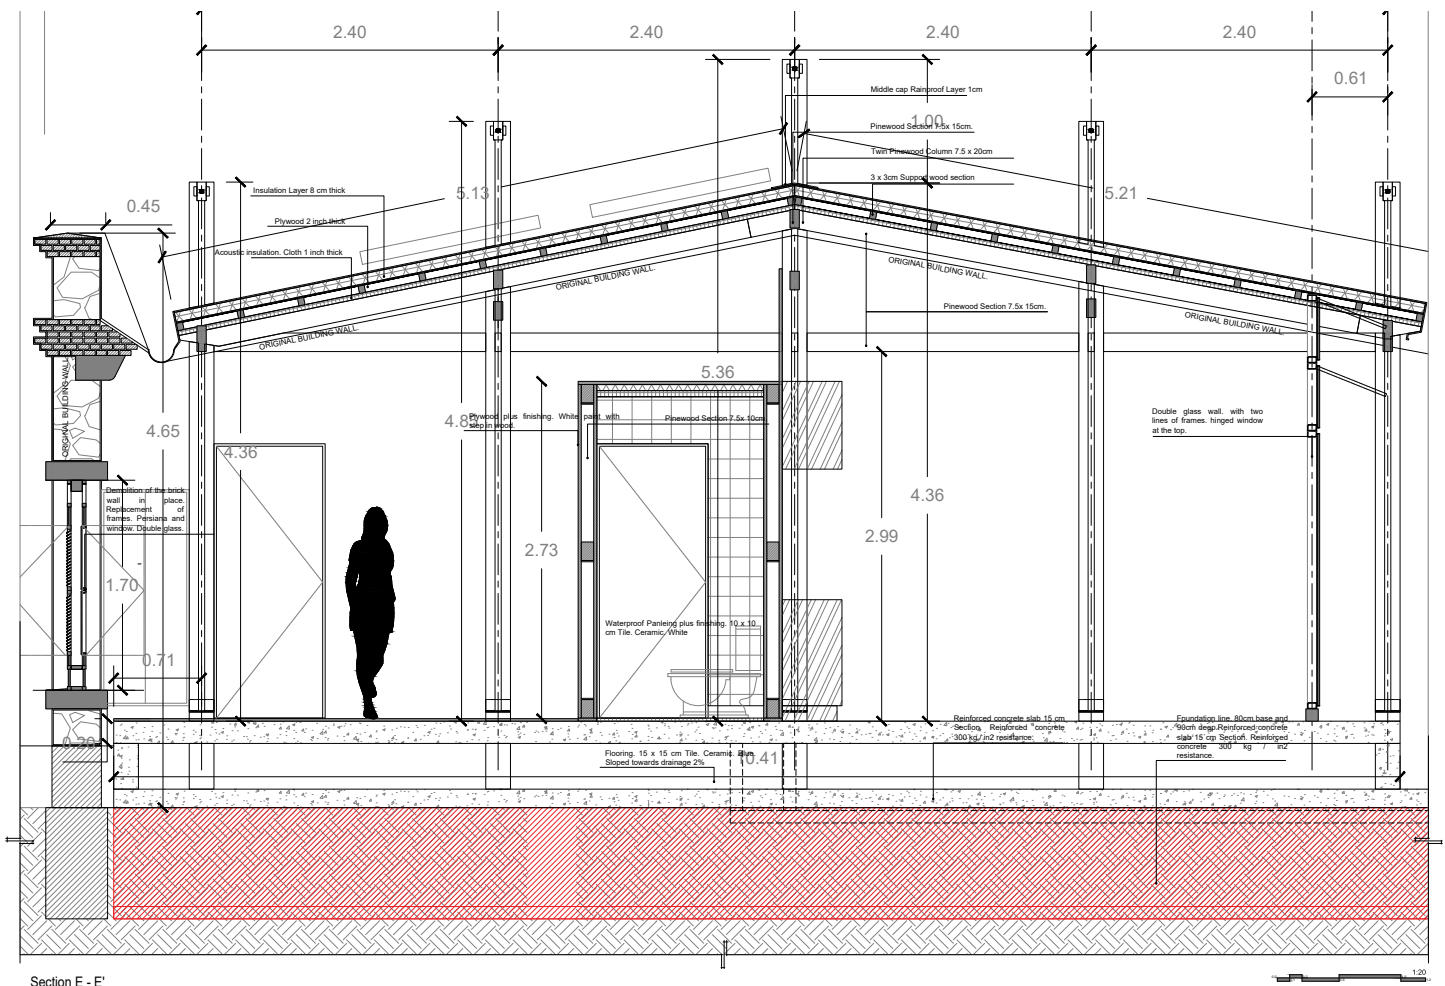 2.40
2.40
2.40
2.40
0.61
Middle cap Rainproof Layer 1cm
1.00
Pinewood Section 7.5x 15cm.
Twin Pinewood Column 7.5 x 20cm
3 x 3cm Support wood section
5.13
5.21
Insulation Layer 8 cm thick
0.45
Plywood 2 inch thick
Acoustic insulation. Cloth 1 inch thick
ORIGINAL BUILDING WALL.
ORIGINAL BUILDING WALL.
ORIGINAL BUILDING WALL.
ORIGINAL BUILDING WALL.
ORIGINAL BUILDING WALL.
Pinewood Section 7.5x 15cm.
5.36
Plywood plus finishing. White paint with
step in wood.
Pinewood Section 7.5x 10cm.
Double glass wall. with two
lines of frames. hinged window
at the top.
4.65
4.36
Demolition of the brick
wall in place.
Replacement of
frames. Persiana and
window. Double glass.
4.36
2.99
2.73
1.70
0.71
Waterproof Panleing plus finishing. 10 x 10
cm Tile. Ceramic. White
Reinforced concrete slab 15 cm
Section. Reinforced concrete
300 kg / in2 resistance.
Foundation line. 80cm base and
90cm deep.Reinforced concrete
slab 15 cm Section. Reinforced
concrete 300 kg / in2
resistance.
Flooring. 15 x 15 cm Tile. Ceramic. Blue.
Sloped towards drainage 2%
Section E - E'
1:20